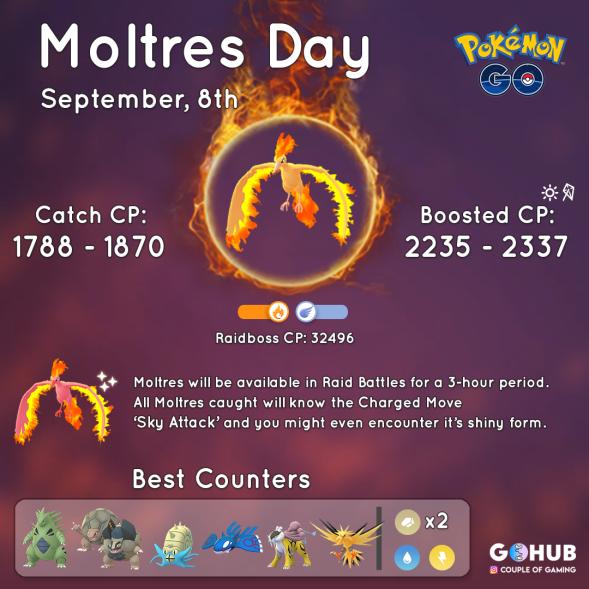 Moltres Day
POKéMON
GO
September, 8th
Catch CP:
1788 - 1870
Boosted CP:
2235 - 2337
Raidboss CP: 32496
Moltres will be available in Raid Battles for a 3-hour period.
All Moltres caught will know the Charged Move
'Sky Attack' and you might even encounter it's shiny form.
Best Counters
x2
GOHUB
COUPLE OF GAMING